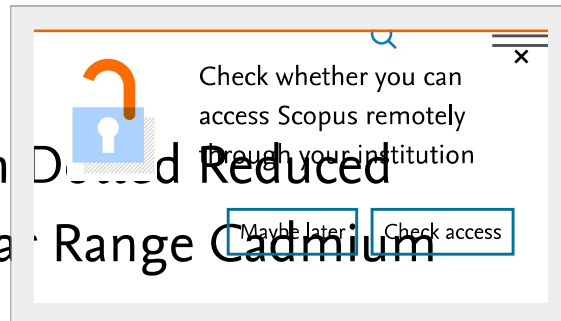 Check whether you can
access Scopus remotely
through your institution
Dotted Reduced
Range Cadmium
Maybe later
Check access